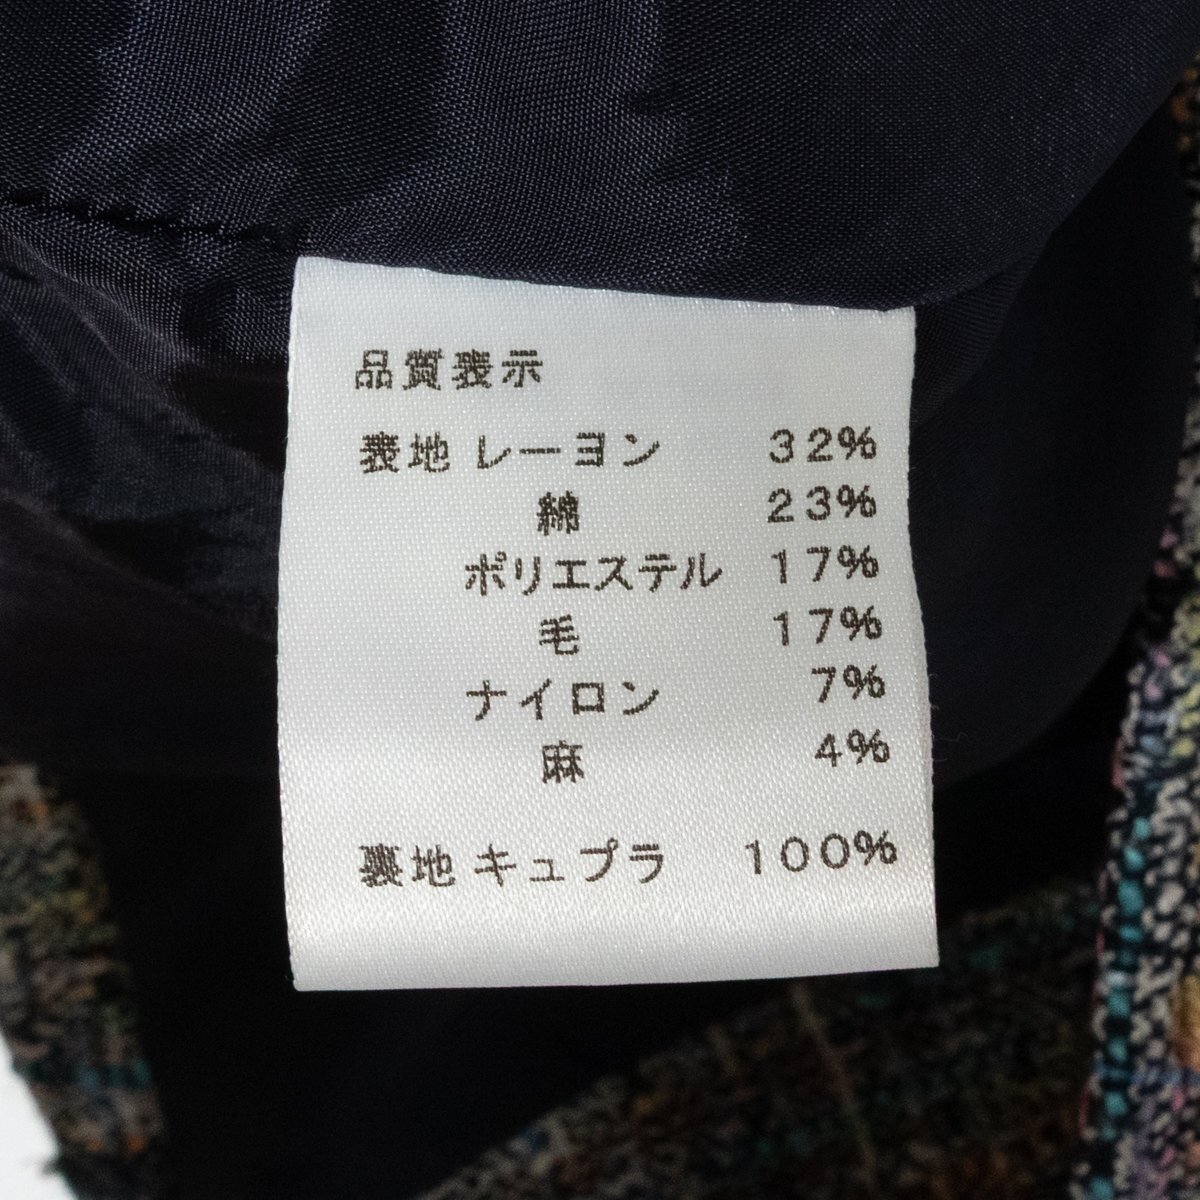 品質表示
表地 レーヨン 32%
綿 23%
ポリエステル 17%
毛 17%
ナイロン 7%
麻 4%
裏地 キュプラ 100%